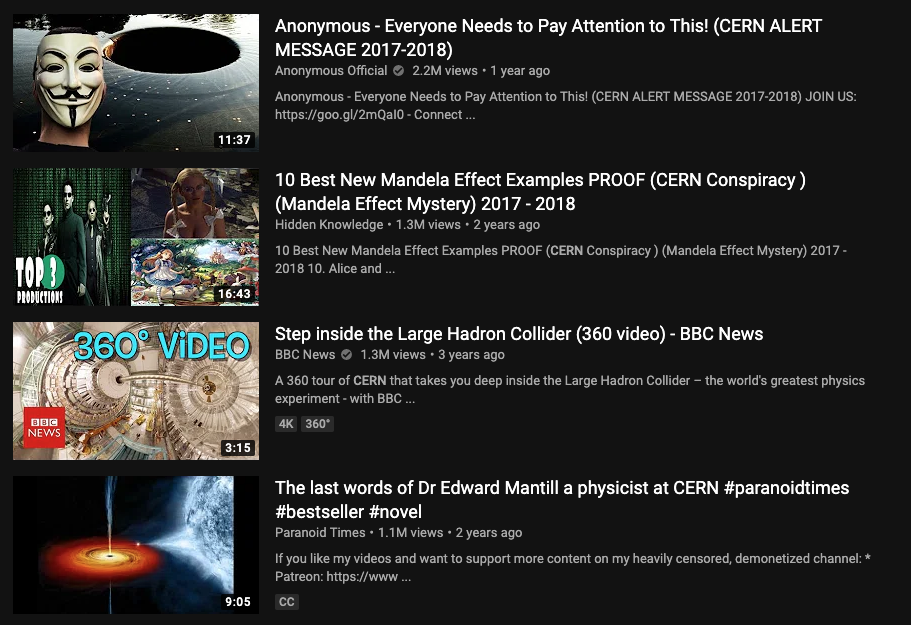 Anonymous - Everyone Needs to Pay Attention to This! (CERN ALERT
MESSAGE 2017-2018)
Anonymous Official 2.2M views • 1 year ago
Anonymous - Everyone Needs to Pay Attention to This! (CERN ALERT MESSAGE 2017-2018) JOIN US:
https://goo.gl/2mQaI0 - Connect ...
11:37
10 Best New Mandela Effect Examples PROOF (CERN Conspiracy )
(Mandela Effect Mystery) 2017 - 2018
Hidden Knowledge • 1.3M views • 2 years ago
10 Best New Mandela Effect Examples PROOF (CERN Conspiracy ) (Mandela Effect Mystery) 2017 -
2018 10. Alice and ...
TOP 3
PRODUCTIONS
16:43
Step inside the Large Hadron Collider (360 video) - BBC News
BBC News 1.3M views • 3 years ago
A 360 tour of CERN that takes you deep inside the Large Hadron Collider – the world's greatest physics
experiment - with BBC ...
4K 360°
360° ViDEO
BBC
NEWS
3:15
The last words of Dr Edward Mantill a physicist at CERN #paranoidtimes
#bestseller #novel
Paranoid Times • 1.1M views • 2 years ago
If you like my videos and want to support more content on my heavily censored, demonetized channel: *
Patreon: https://www ...
CC
9:05